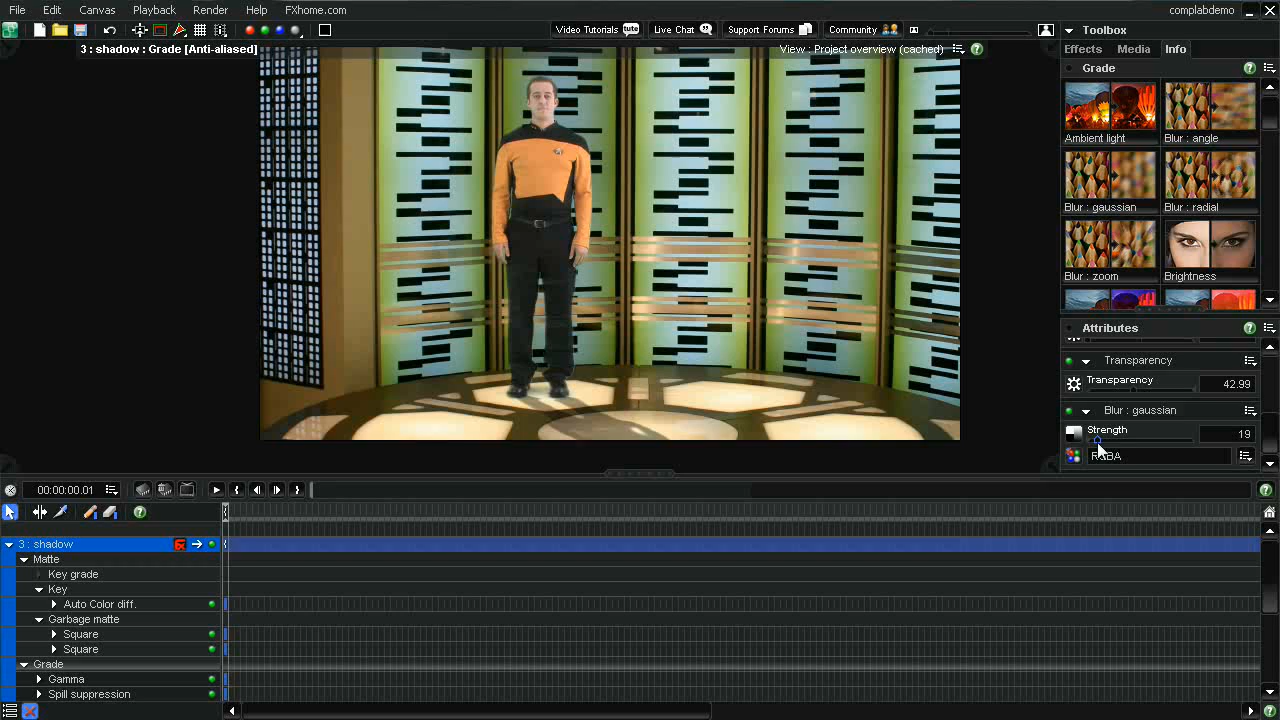 File Edit Canvas Playback Render Help FXhome.com complabdemo
Video Tutorials tute Live Chat Support Forums Community
Toolbox
3 : shadow : Grade [Anti-aliased] View : Project overview (cached)
Effects Media Info
Grade
Ambient light Blur : angle
Blur : gaussian Blur : radial
Blur : zoom Brightness
Attributes
Transparency
Transparency 42.99
Blur : gaussian
Strength 19
RGBA
00:00:00.01
3 : shadow
Matte
Key grade
Key
Auto Color diff.
Garbage matte
Square
Square
Grade
Gamma
Spill suppression